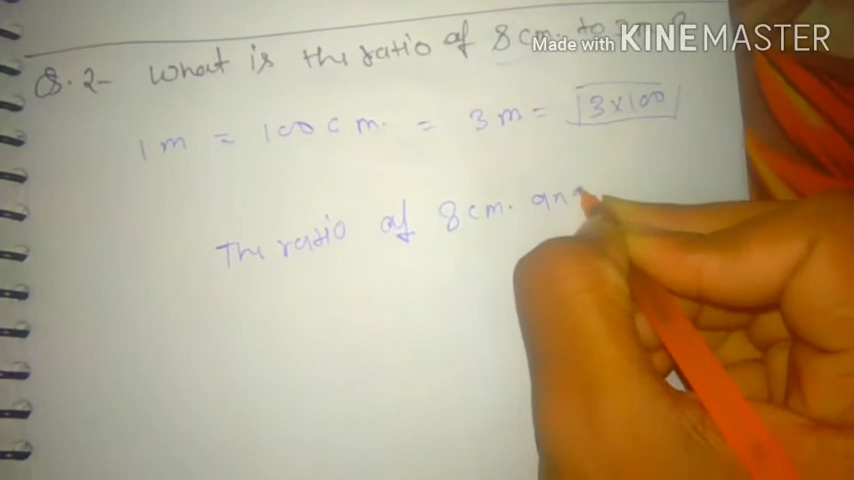 Q.2- What is the ratio of 8 cm. to
Made with KINEMASTER
1 m = 100 c m. = 3 m = 3 x 100
The ratio of 8 cm. an